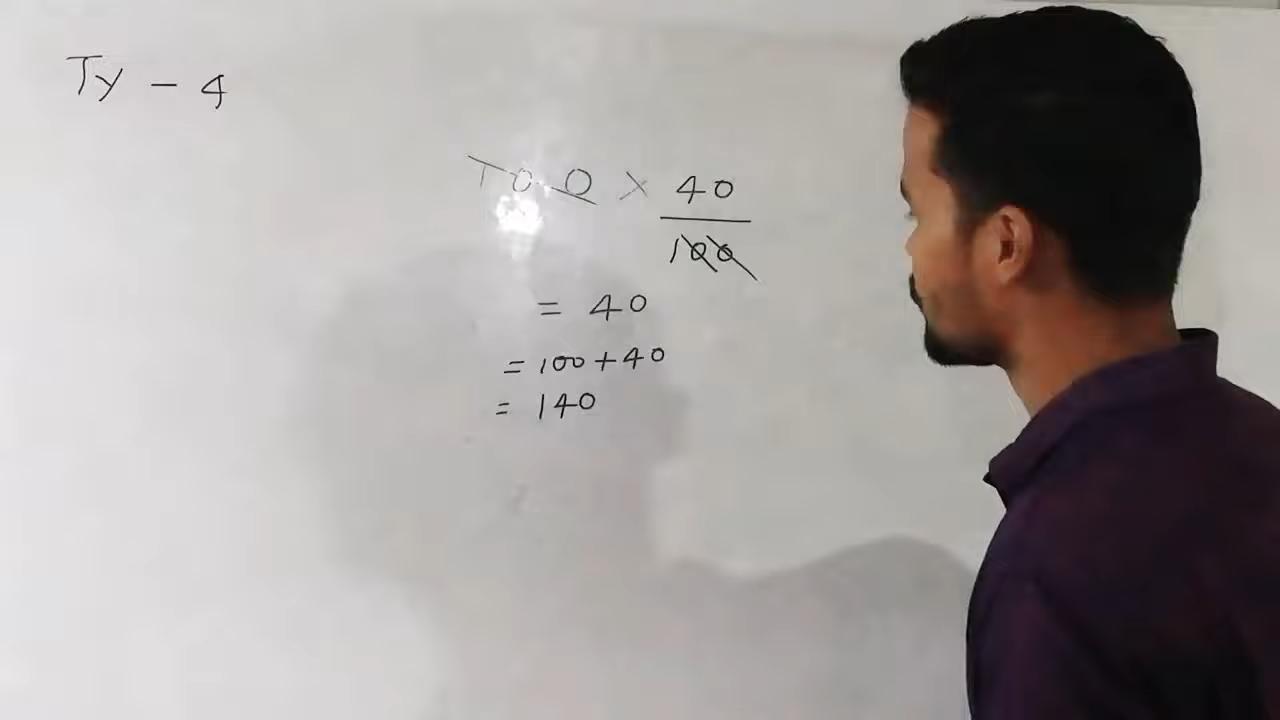 Ty - 4
100 × 40
100
= 40
= 100 + 40
= 140